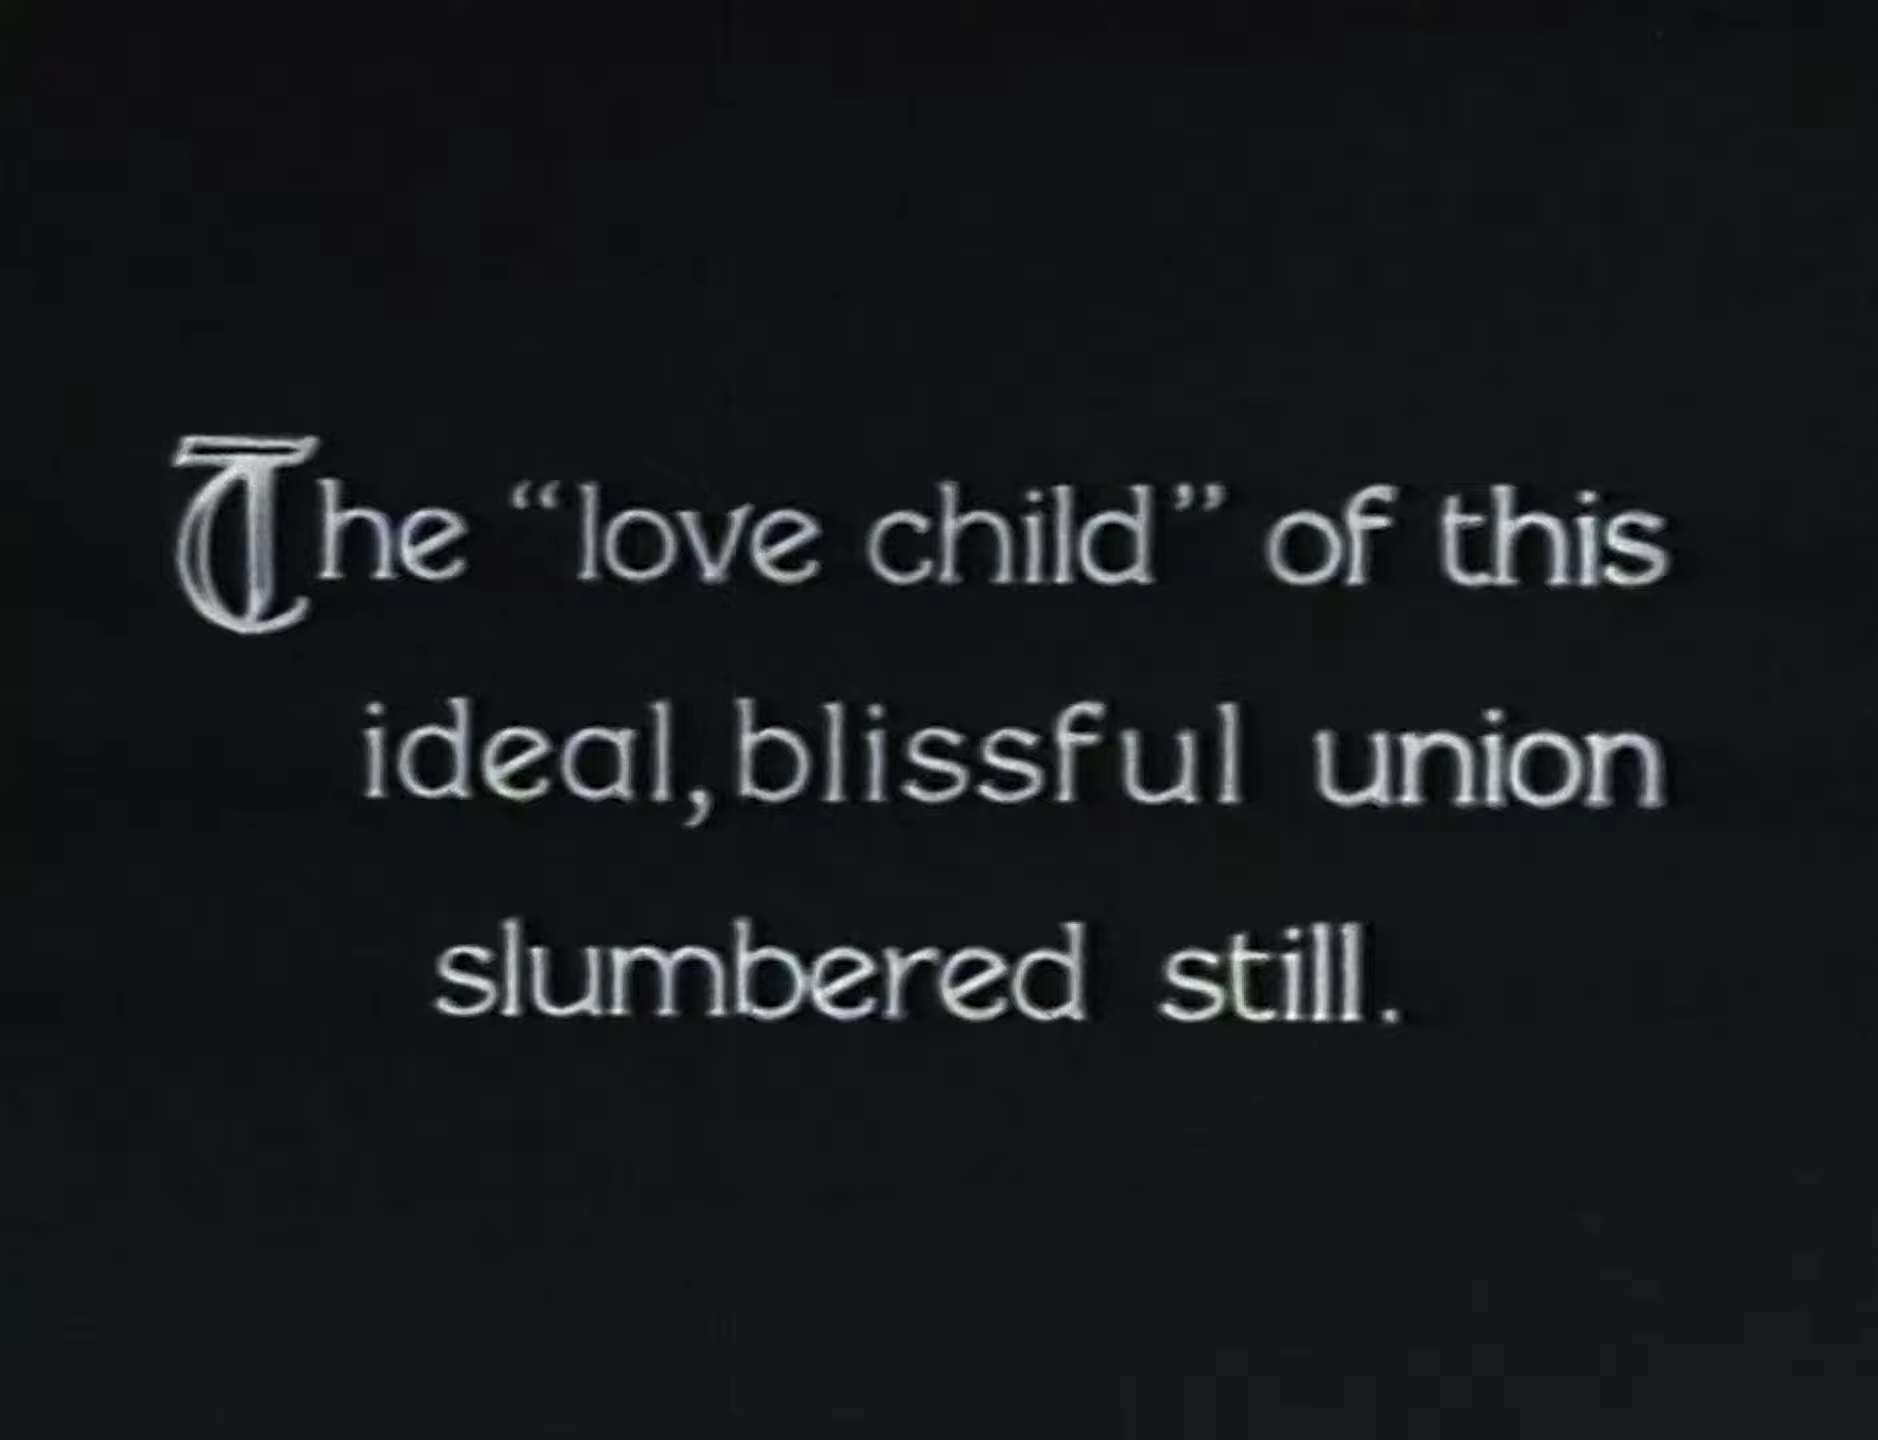 The “love child” of this
ideal, blissful union
slumbered still.